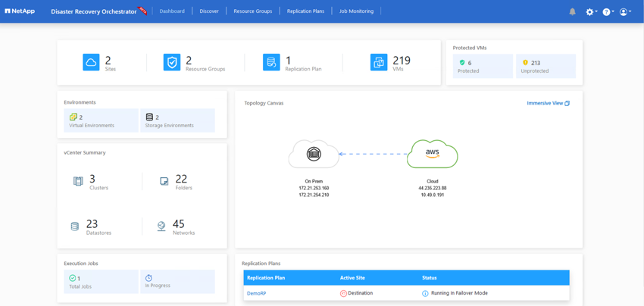 NetApp
Disaster Recovery Orchestrator
Dashboard
Discover
Resource Groups
Replication Plans
Job Monitoring
2
Sites
2
Resource Groups
1
Replication Plan
219
VMs
Protected VMs
6
Protected
213
Unprotected
Environments
2
Virtual Environments
2
Storage Environments
Topology Canvas
Immersive View
aws
On Prem
172.21.253.160
172.21.254.210
Cloud
44.235.223.88
10.49.0.191
vCenter Summary
3
Clusters
22
Folders
23
Datastores
45
Networks
Execution Jobs
1
Total Jobs
In Progress
Replication Plans
Replication Plan
Active Site
Status
DemoRP
Destination
Running In Failover Mode